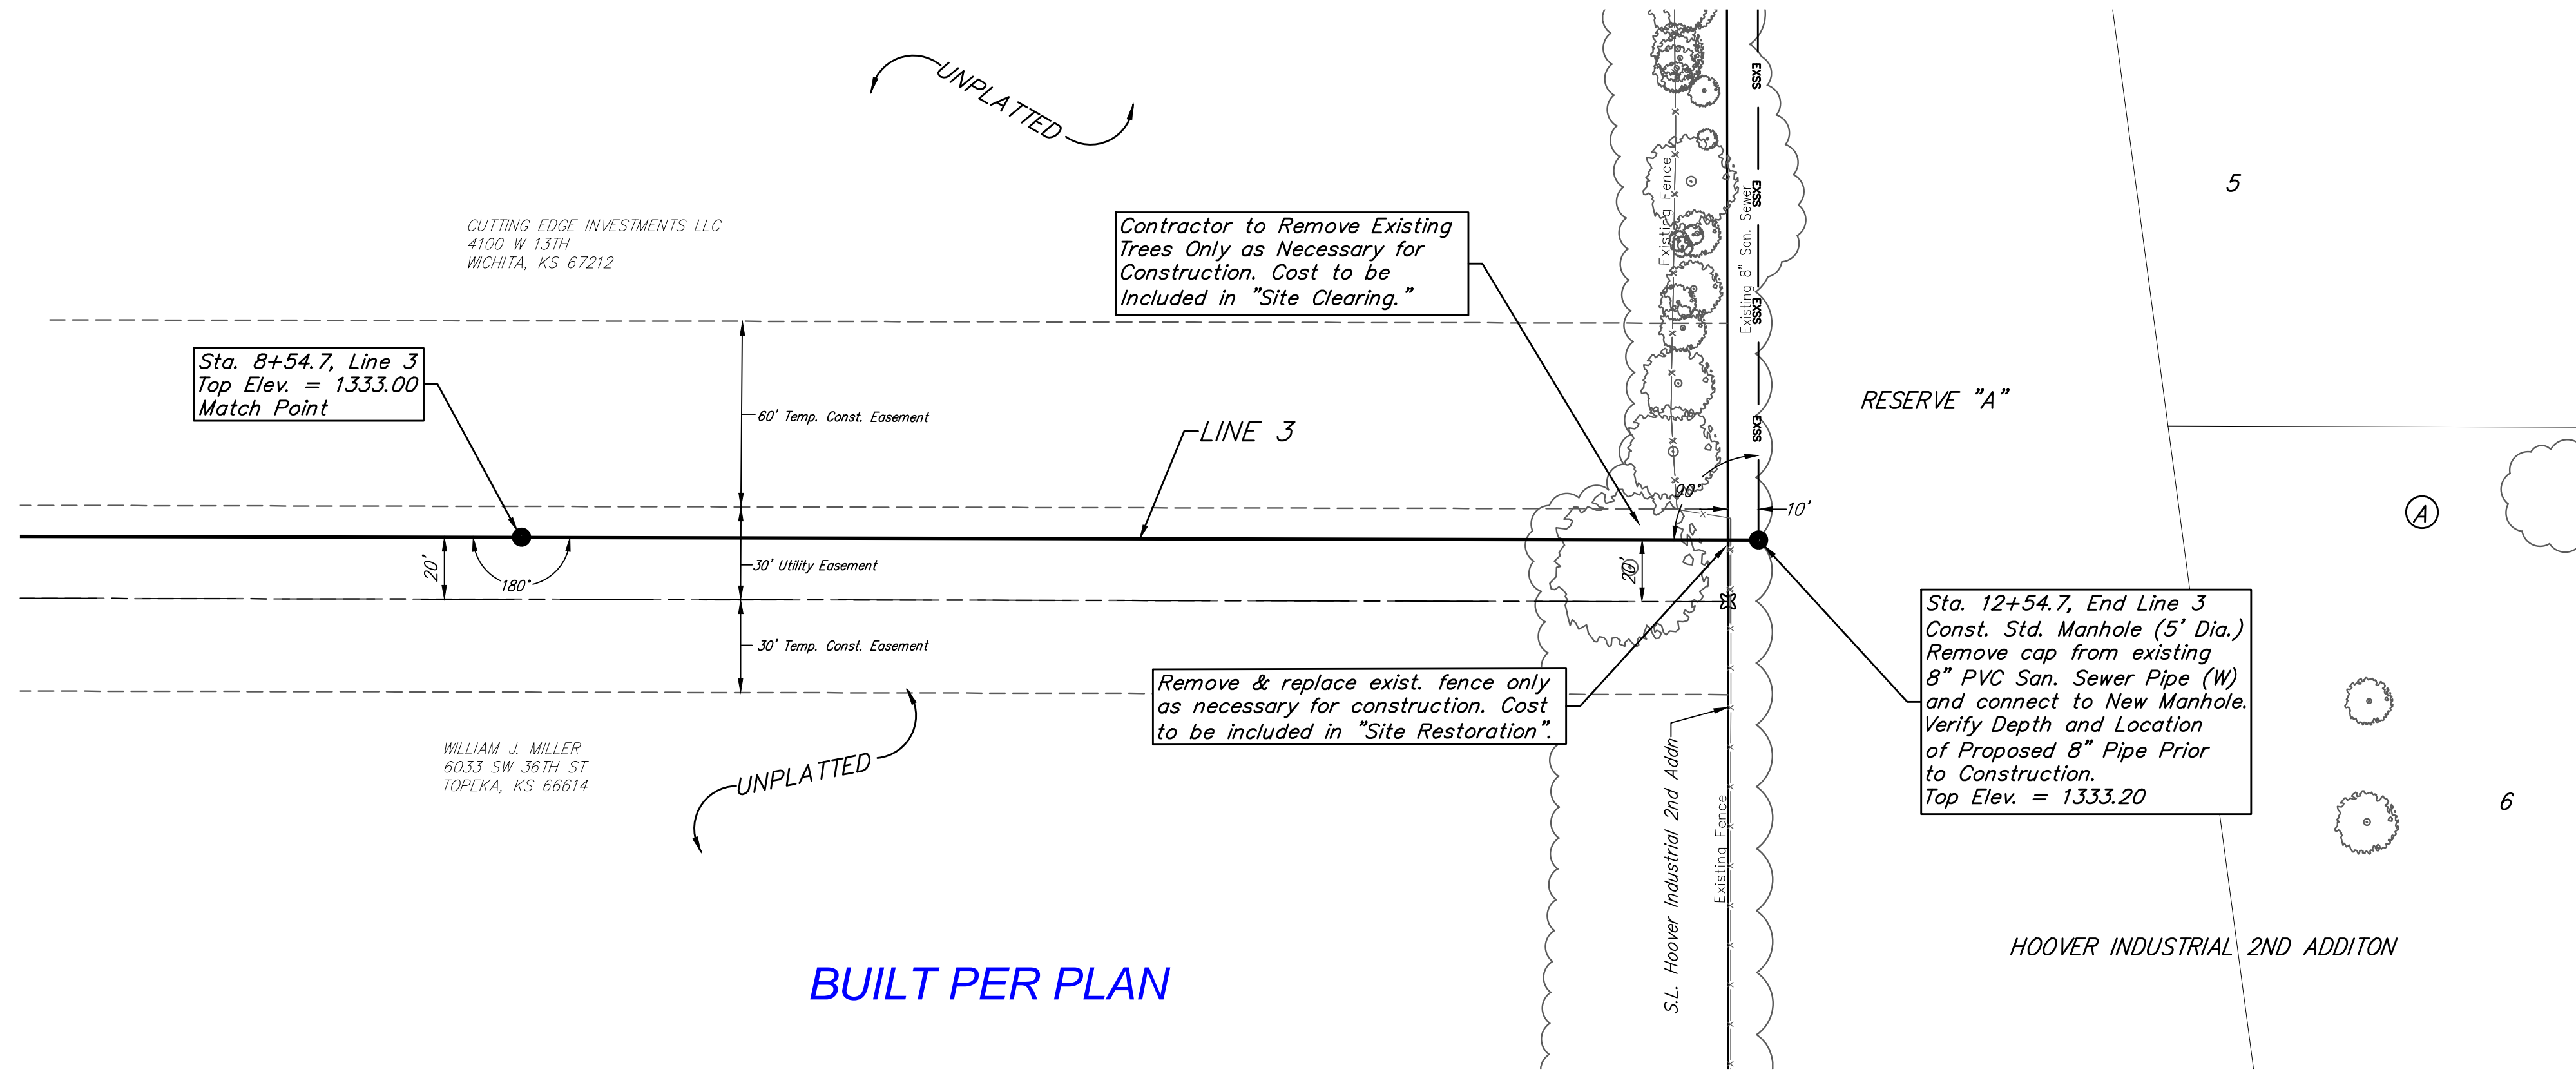 UNPLATTED
CUTTING EDGE INVESTMENTS LLC
4100 W 13TH
WICHITA, KS 67212
Contractor to Remove Existing
Trees Only as Necessary for
Construction. Cost to be
Included in "Site Clearing."
Existing Fence
Existing 8" San. Sewer
EXSS
EXSS
EXSS
EXSS
5
RESERVE "A"
Sta. 8+54.7, Line 3
Top Elev. = 1333.00
Match Point
60' Temp. Const. Easement
LINE 3
90°
10'
A
20'
180°
30' Utility Easement
20'
30' Temp. Const. Easement
Remove & replace exist. fence only
as necessary for construction. Cost
to be included in "Site Restoration".
Sta. 12+54.7, End Line 3
Const. Std. Manhole (5' Dia.)
Remove cap from existing
8" PVC San. Sewer Pipe (W)
and connect to New Manhole.
Verify Depth and Location
of Proposed 8" Pipe Prior
to Construction.
Top Elev. = 1333.20
WILLIAM J. MILLER
6033 SW 36TH ST
TOPEKA, KS 66614
UNPLATTED
S.L. Hoover Industrial 2nd Addn
Existing Fence
6
HOOVER INDUSTRIAL 2ND ADDITON
BUILT PER PLAN